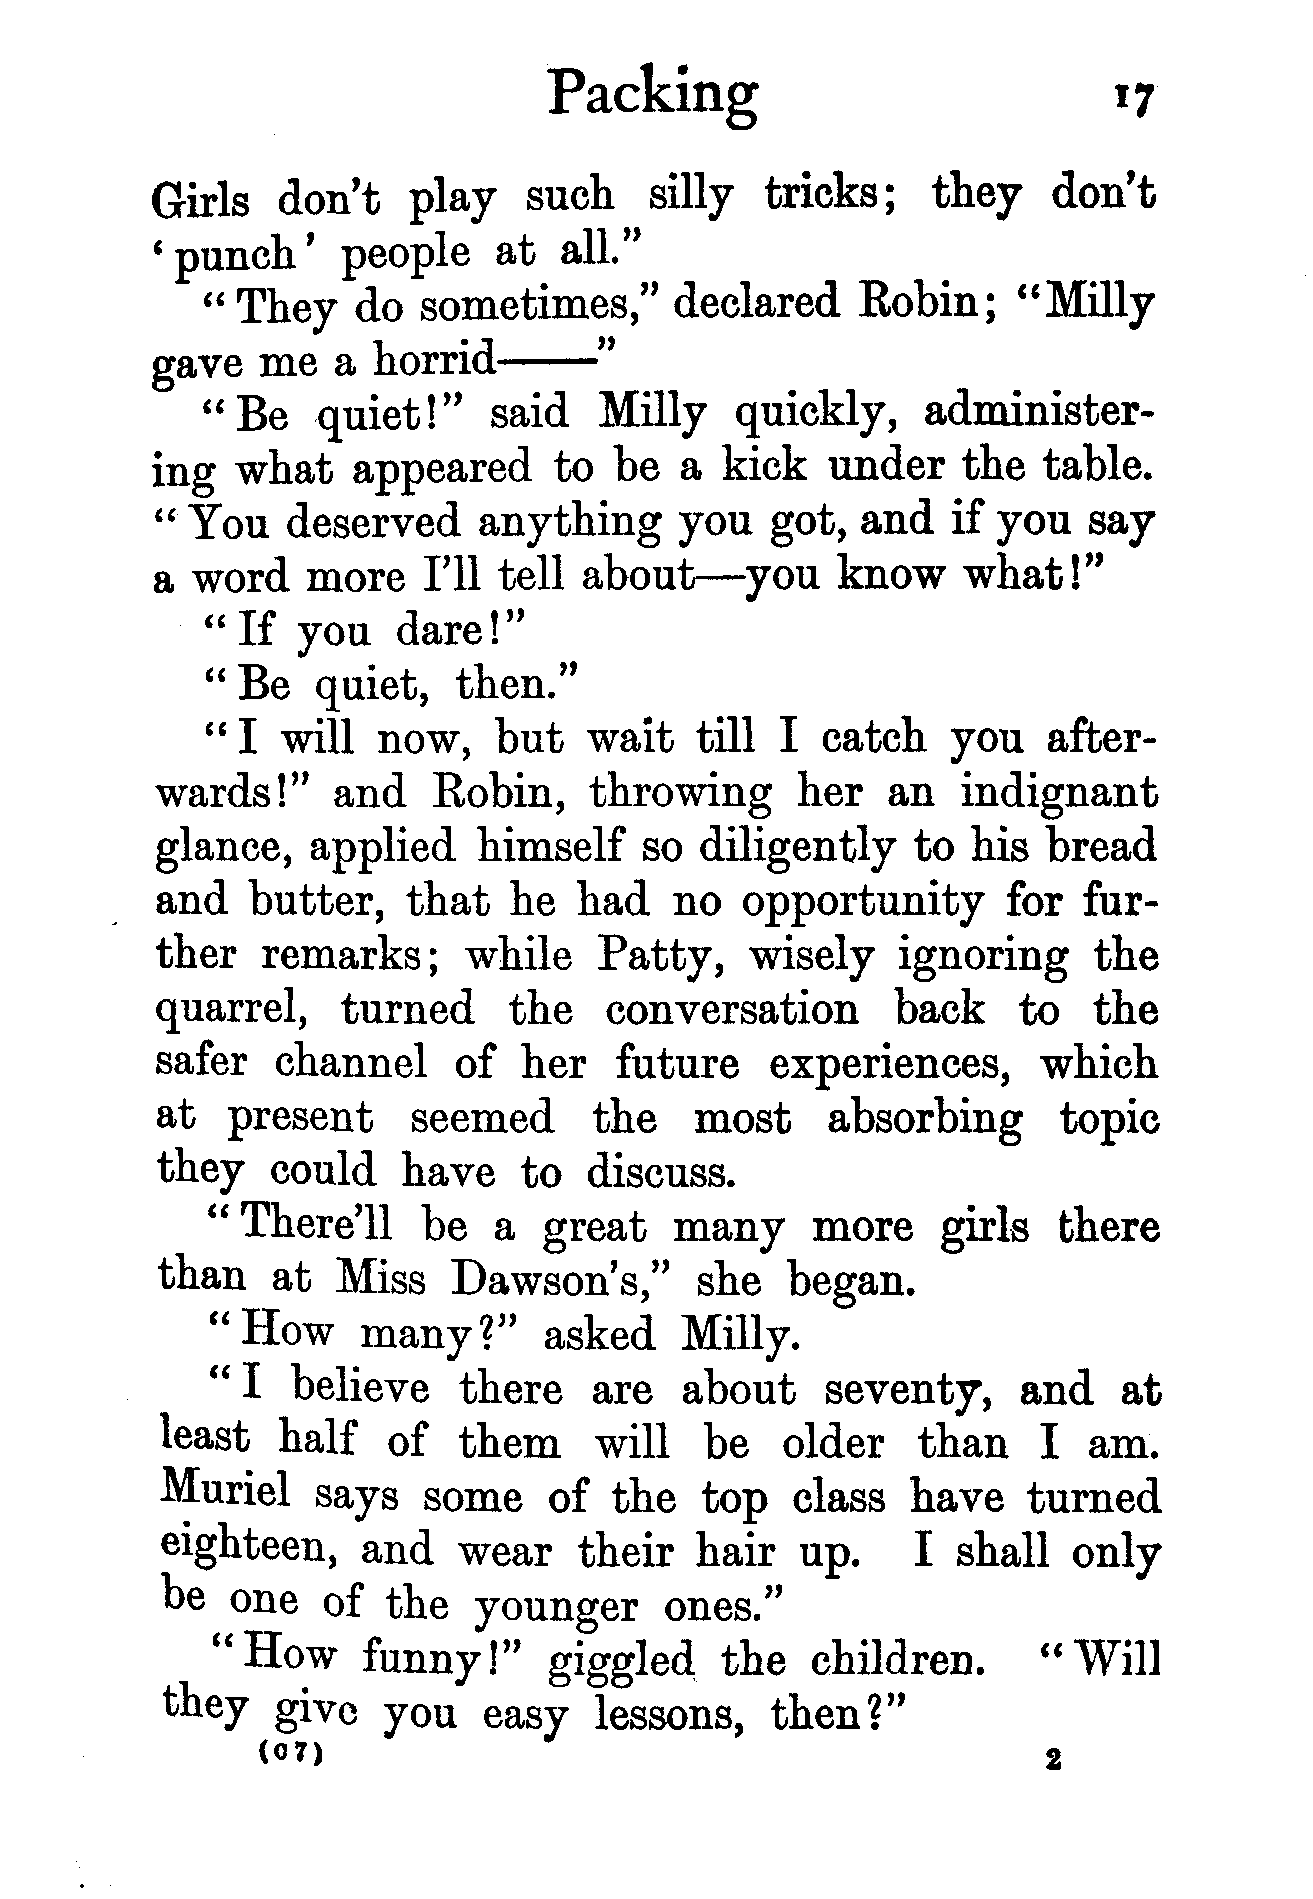 Packing 17
Girls don't play such silly tricks; they don't
‘punch’ people at all.”
“They do sometimes,” declared Robin; “Milly
gave me a horrid——”
“Be quiet!” said Milly quickly, administer-
ing what appeared to be a kick under the table.
“You deserved anything you got, and if you say
a word more I'll tell about—you know what!”
“If you dare!”
“Be quiet, then.”
“I will now, but wait till I catch you after-
wards!” and Robin, throwing her an indignant
glance, applied himself so diligently to his bread
and butter, that he had no opportunity for fur-
ther remarks; while Patty, wisely ignoring the
quarrel, turned the conversation back to the
safer channel of her future experiences, which
at present seemed the most absorbing topic
they could have to discuss.
“There'll be a great many more girls there
than at Miss Dawson's,” she began.
“How many?” asked Milly.
“I believe there are about seventy, and at
least half of them will be older than I am.
Muriel says some of the top class have turned
eighteen, and wear their hair up. I shall only
be one of the younger ones.”
“How funny!” giggled the children. “Will
they give you easy lessons, then?”
(C7) 2